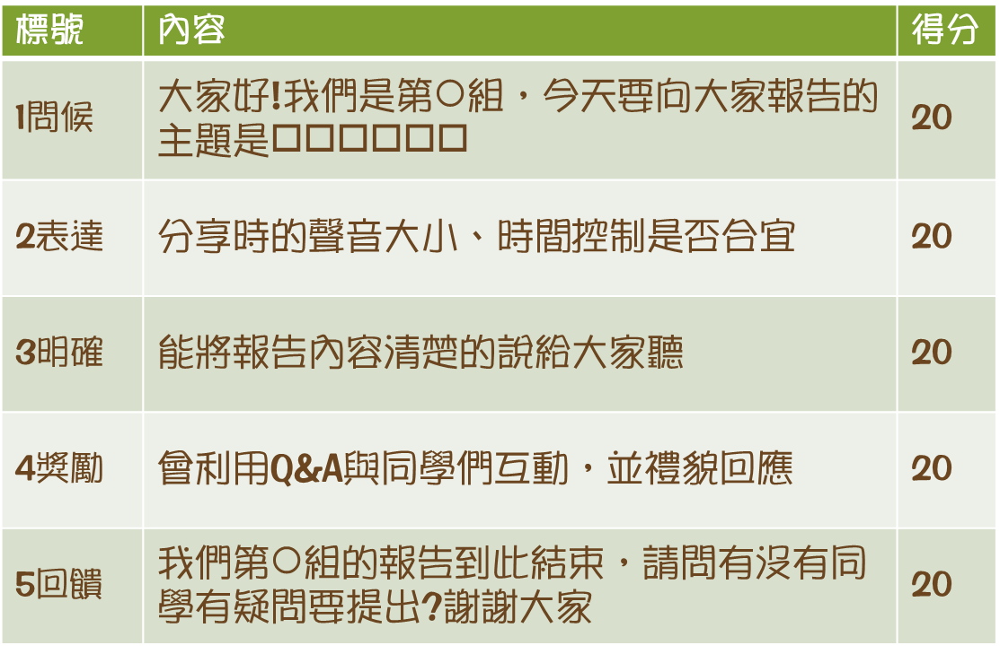 標號 內容 得分
1問候 大家好!我們是第○組，今天要向大家報告的 20
主題是□□□□□□
2表達 分享時的聲音大小、時間控制是否合宜 20
3明確 能將報告內容清楚的說給大家聽 20
4獎勵 曾利用Q&A與同學們互動，並禮貌回應 20
5回饋 我們第○組的報告到此結束，請問有沒有同 20
學有疑問要提出?謝謝大家